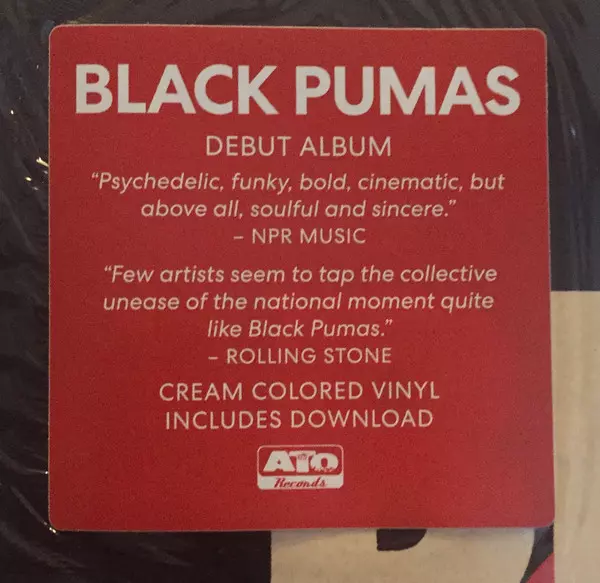 BLACK PUMAS
DEBUT ALBUM
“Psychedelic, funky, bold, cinematic, but
above all, soulful and sincere.”
– NPR MUSIC
“Few artists seem to tap the collective
unease of the national moment quite
like Black Pumas.”
– ROLLING STONE
CREAM COLORED VINYL
INCLUDES DOWNLOAD
ATO
Records